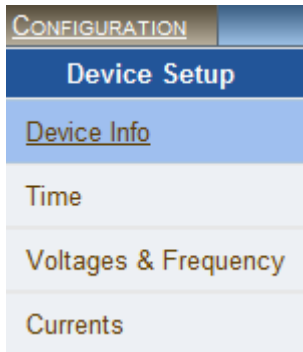 CONFIGURATION
Device Setup
Device Info
Time
Voltages & Frequency
Currents